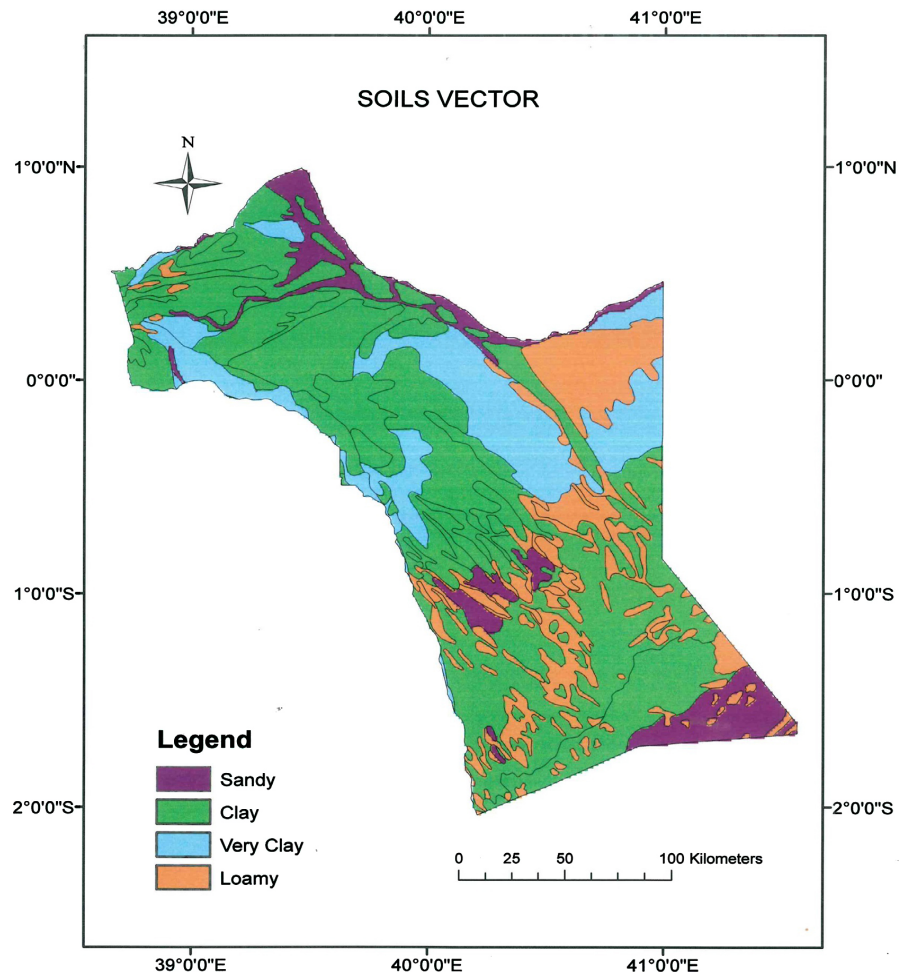 39°0'0"E 40°0'0"E 41°0'0"E
SOILS VECTOR
N
1°0'0"N 1°0'0"N
0°0'0" 0°0'0"
1°0'0"S 1°0'0"S
Legend
Sandy
2°0'0"S Clay 2°0'0"S
Very Clay
0 25 50 100 Kilometers
Loamy
39°0'0"E 40°0'0"E 41°0'0"E